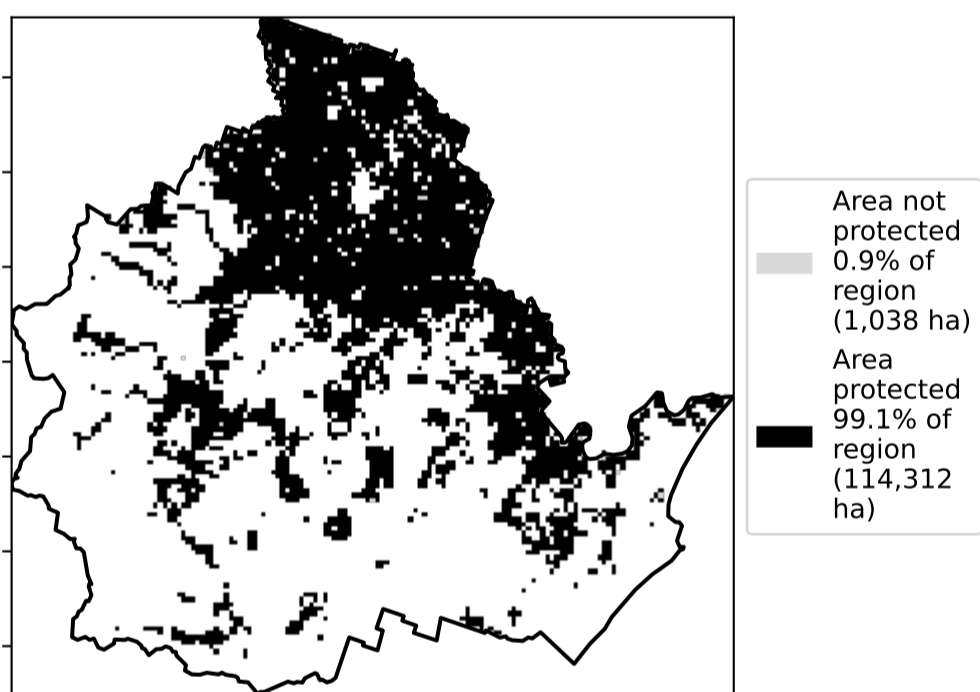 Area not
protected
0.9% of
region
(1,038 ha)
Area
protected
99.1% of
region
(114,312
ha)